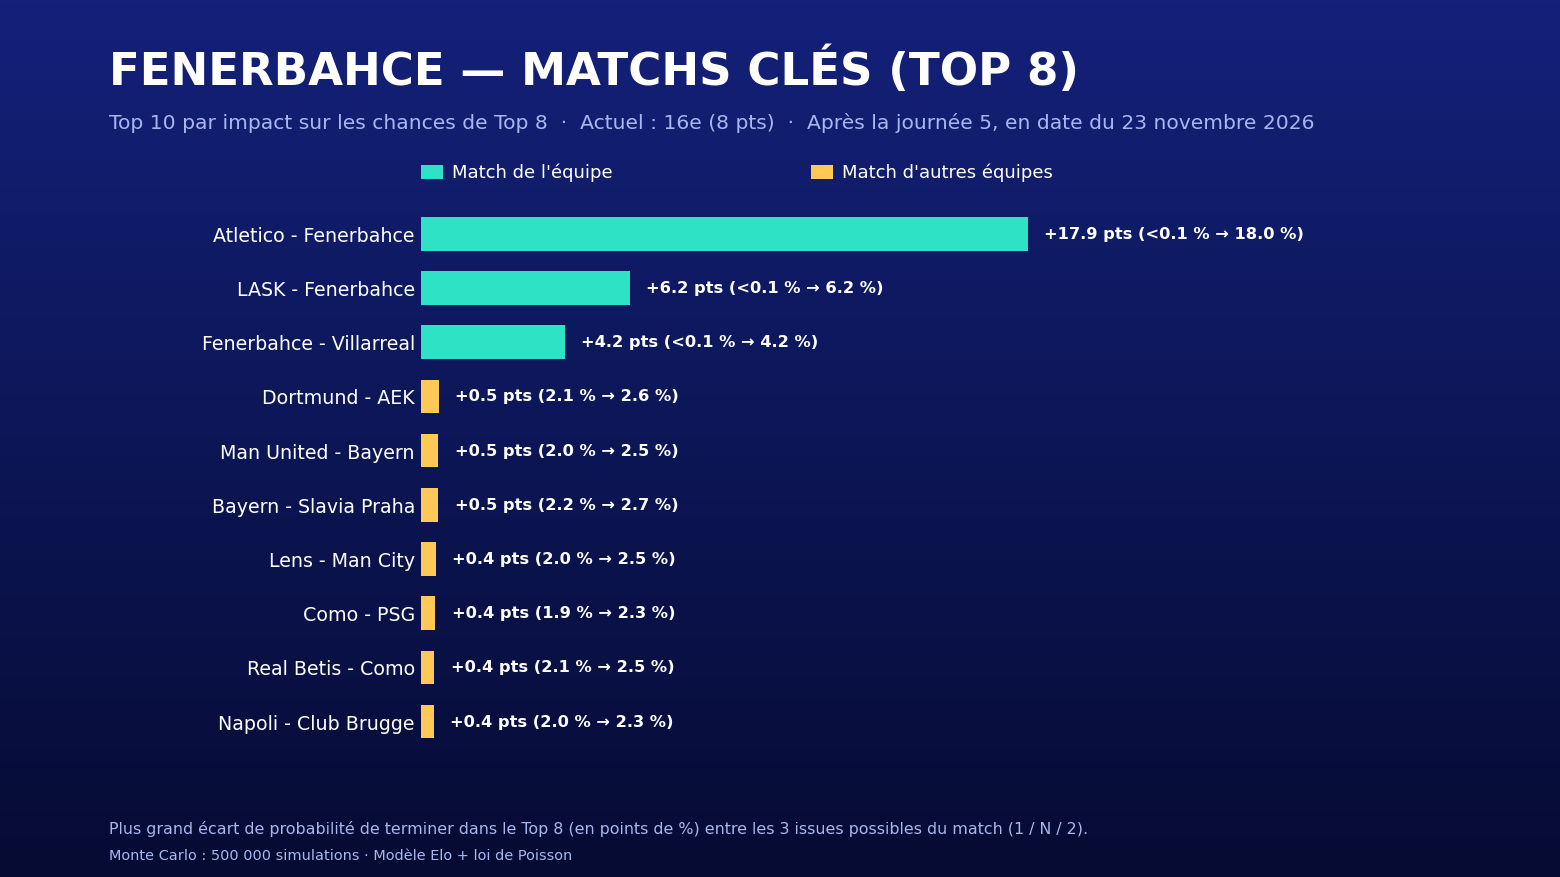 FENERBAHCE — MATCHS CLÉS (TOP 8)
Top 10 par impact sur les chances de Top 8 · Actuel : 16e (8 pts) · Après la journée 5, en date du 23 novembre 2026
Match de l'équipe
Match d'autres équipes
Atletico - Fenerbahce +17.9 pts (<0.1 % → 18.0 %)
LASK - Fenerbahce +6.2 pts (<0.1 % → 6.2 %)
Fenerbahce - Villarreal +4.2 pts (<0.1 % → 4.2 %)
Dortmund - AEK +0.5 pts (2.1 % → 2.6 %)
Man United - Bayern +0.5 pts (2.0 % → 2.5 %)
Bayern - Slavia Praha +0.5 pts (2.2 % → 2.7 %)
Lens - Man City +0.4 pts (2.0 % → 2.5 %)
Como - PSG +0.4 pts (1.9 % → 2.3 %)
Real Betis - Como +0.4 pts (2.1 % → 2.5 %)
Napoli - Club Brugge +0.4 pts (2.0 % → 2.3 %)
Plus grand écart de probabilité de terminer dans le Top 8 (en points de %) entre les 3 issues possibles du match (1 / N / 2).
Monte Carlo : 500 000 simulations · Modèle Elo + loi de Poisson